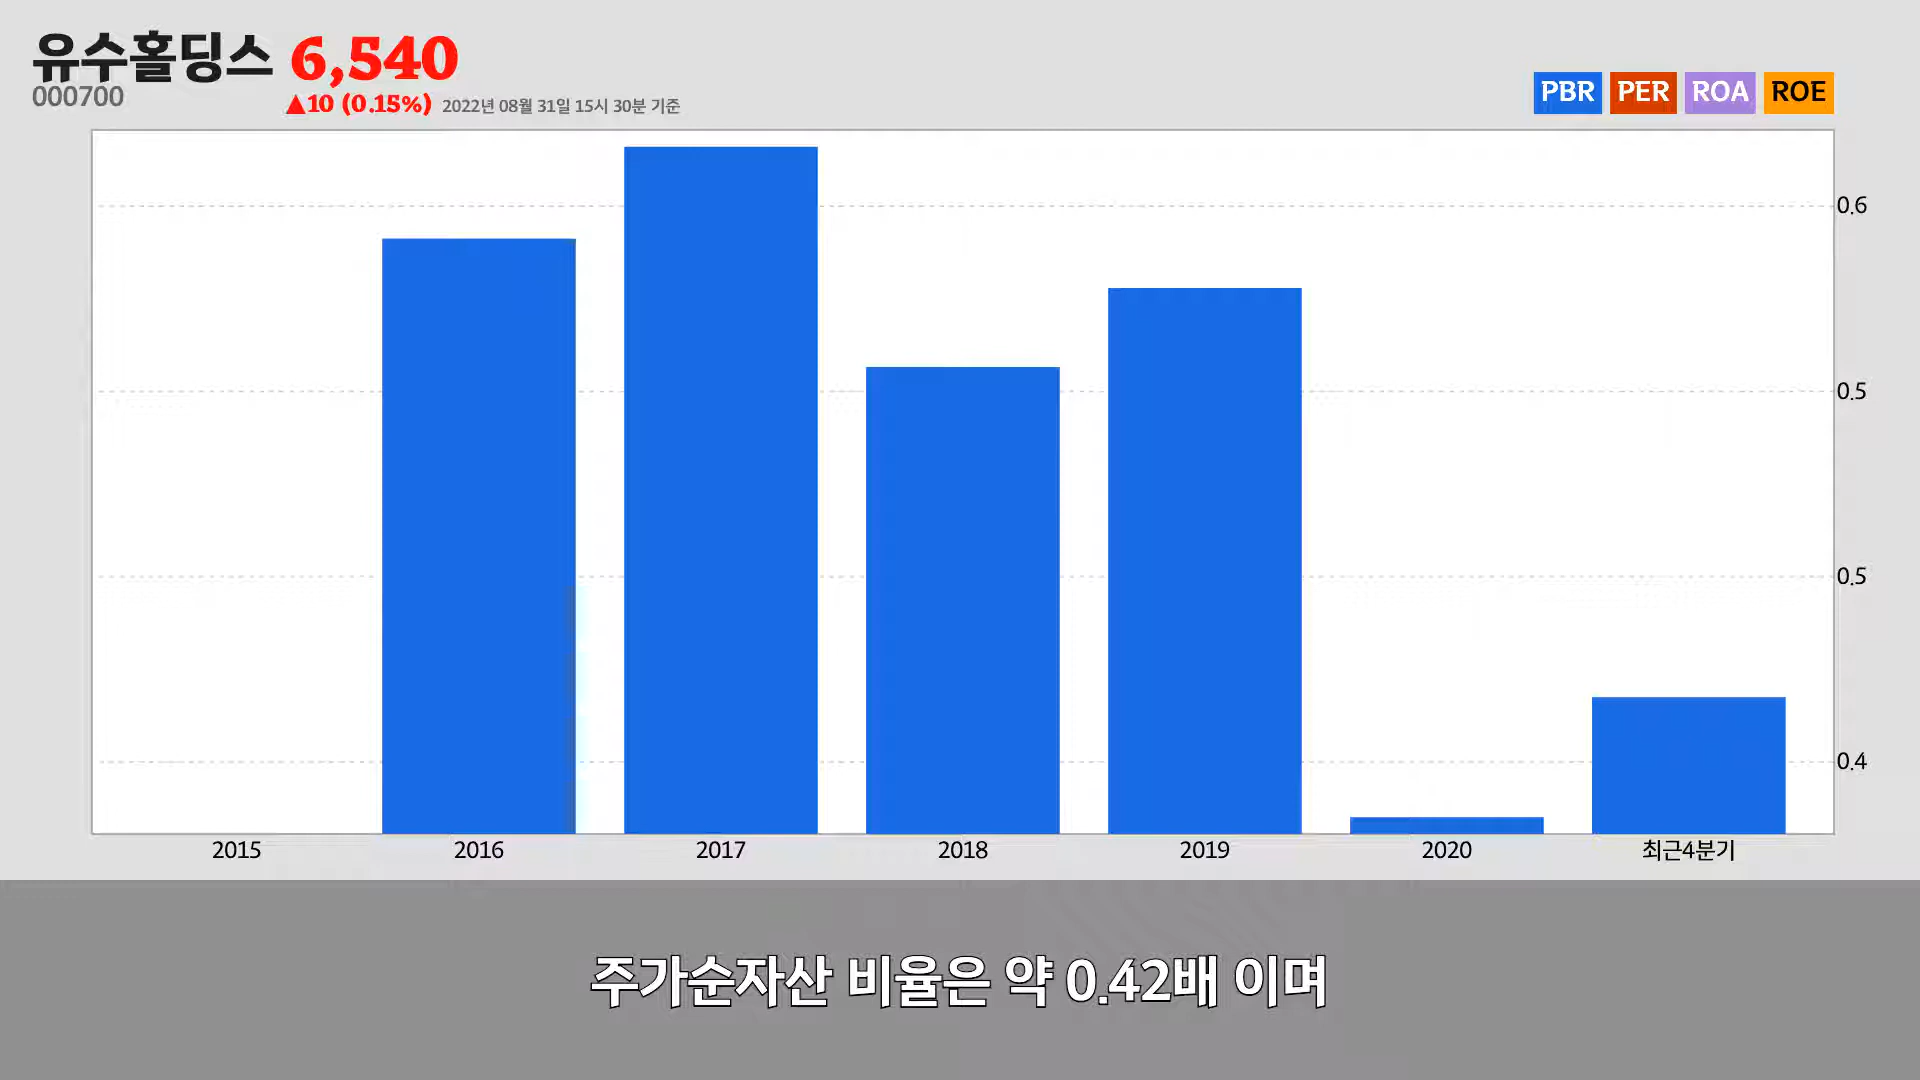 유수홀딩스 6,540
000700
▲10 (0.15%) 2022년 08월 31일 15시 30분 기준
PBR PER ROA ROE
0.6
0.5
0.5
0.4
2015 2016 2017 2018 2019 2020 최근4분기
주가순자산 비율은 약 0.42배 이며